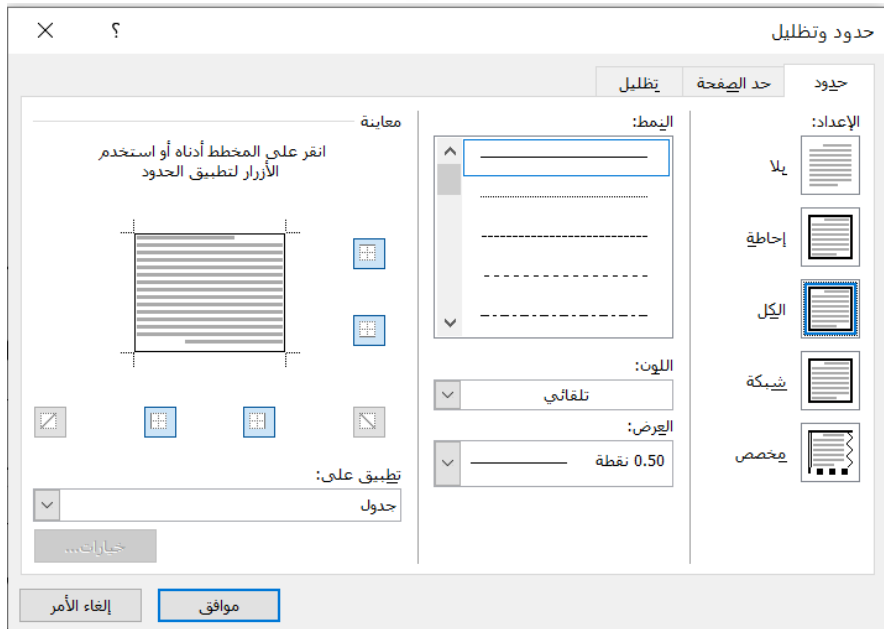 حدود وتظليل
؟
حدود
حد الصفحة
تظليل
الإعداد:
بلا
إحاطة
الكل
شبكة
مخصص
النمط:
اللون:
تلقائي
العرض:
0.50 نقطة
معاينة
انقر على المخطط أدناه أو استخدم
الأزرار لتطبيق الحدود
تطبيق على:
جدول
خيارات...
موافق
إلغاء الأمر